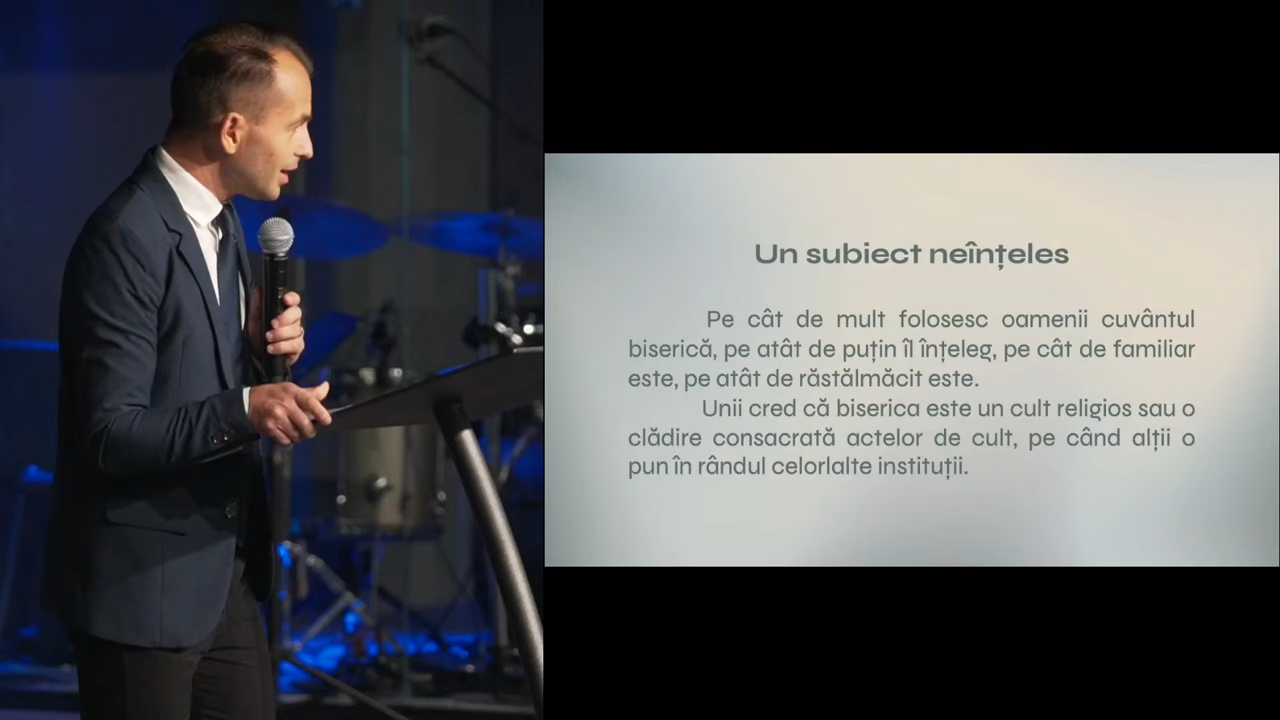 Un subiect neînțeles
Pe cât de mult folosesc oamenii cuvântul
biserică, pe atât de puțin îl înțeleg, pe cât de familiar
este, pe atât de răstălmăcit este.
Unii cred că biserica este un cult religios sau o
clădire consacrată actelor de cult, pe când alții o
pun în rândul celorlalte instituții.